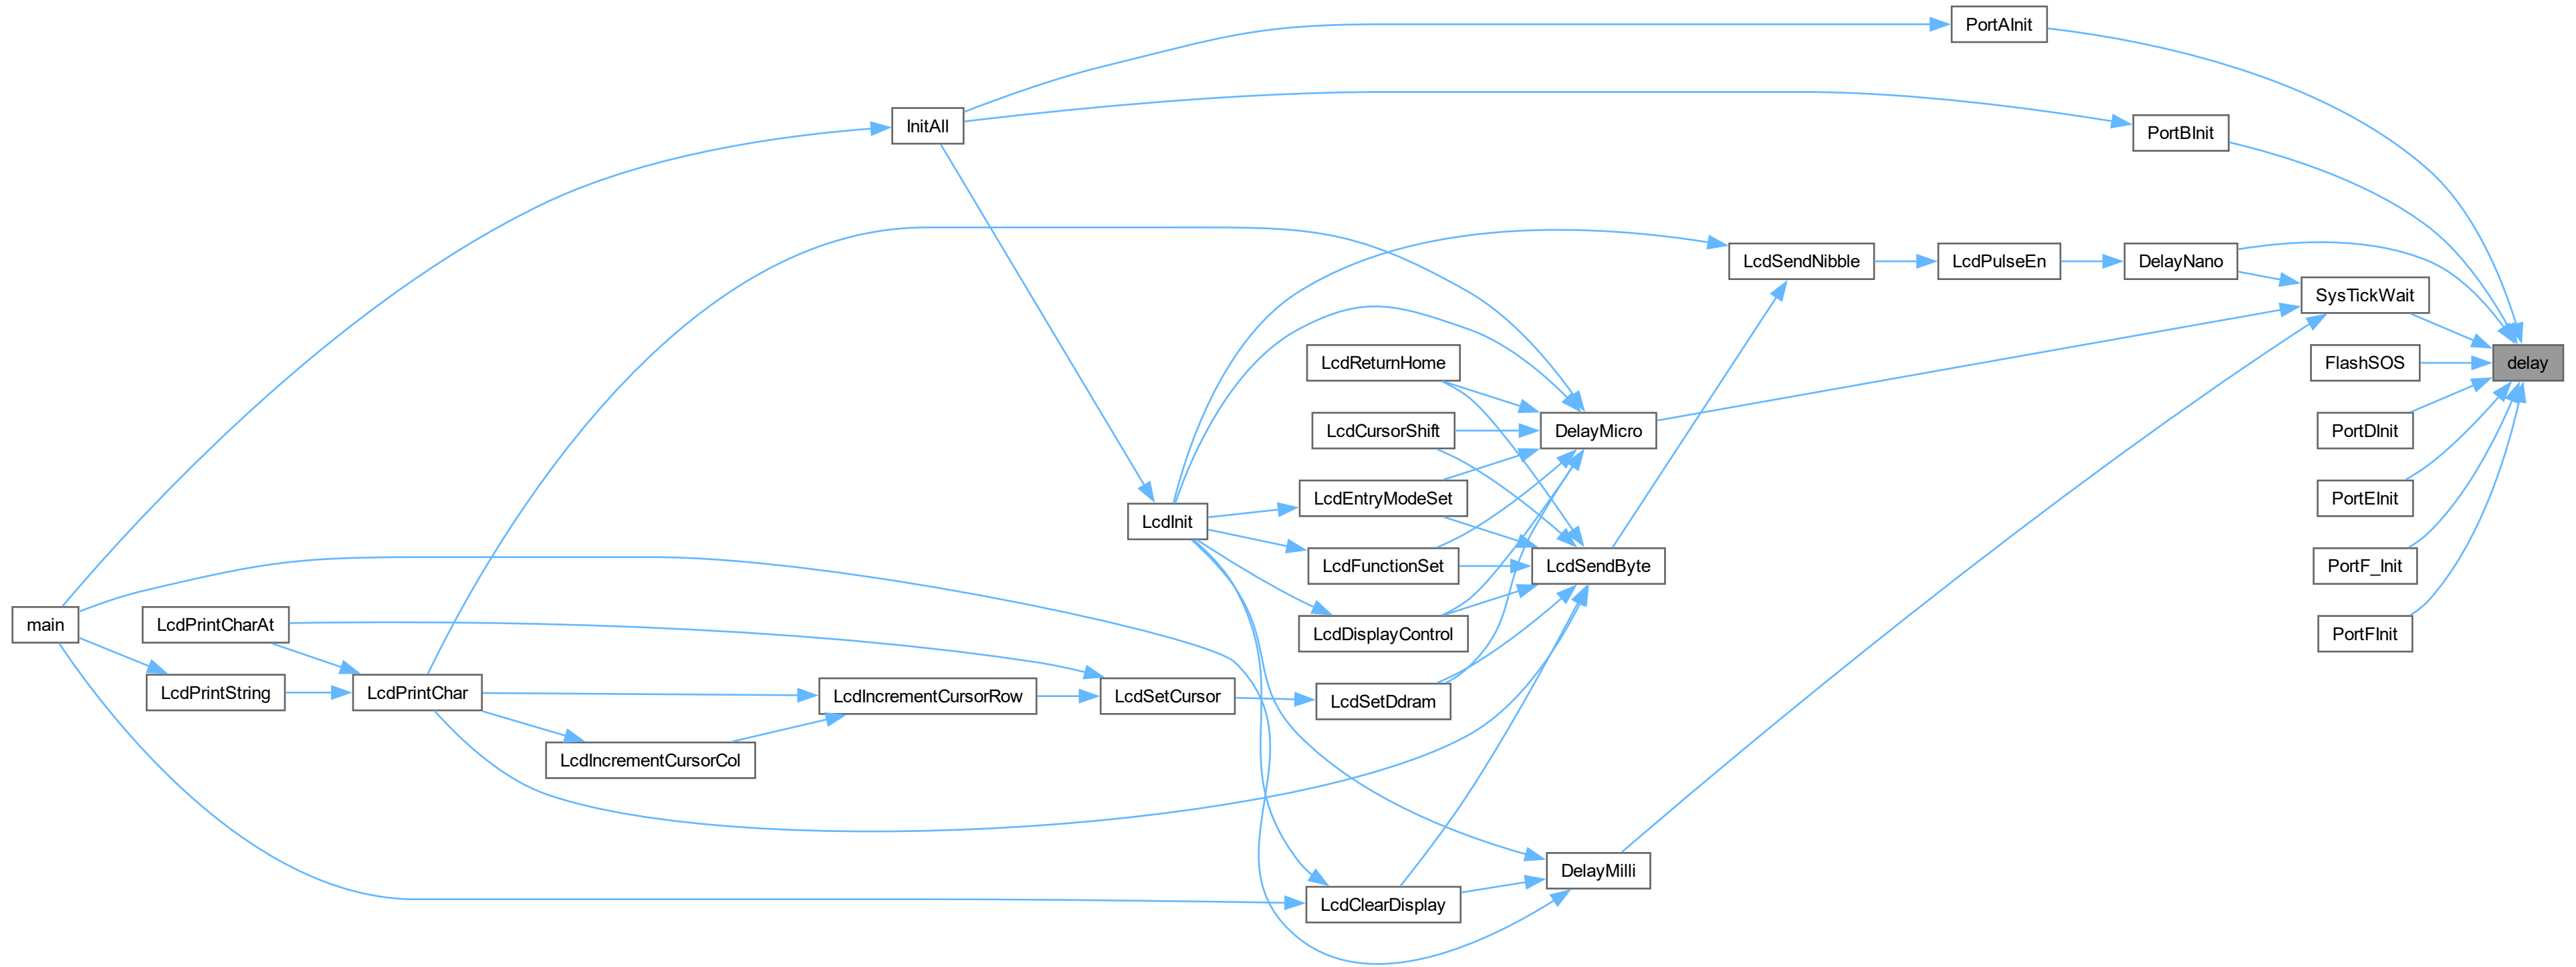 PortAInit
InitAll
PortBInit
LcdSendNibble
LcdPulseEn
DelayNano
SysTickWait
LcdReturnHome
FlashSOS
delay
LcdCursorShift
DelayMicro
PortDInit
LcdEntryModeSet
PortEInit
LcdInit
LcdFunctionSet
LcdSendByte
PortF_Init
main
LcdPrintCharAt
LcdDisplayControl
PortFInit
LcdPrintString
LcdPrintChar
LcdIncrementCursorRow
LcdSetCursor
LcdSetDdram
LcdIncrementCursorCol
DelayMilli
LcdClearDisplay